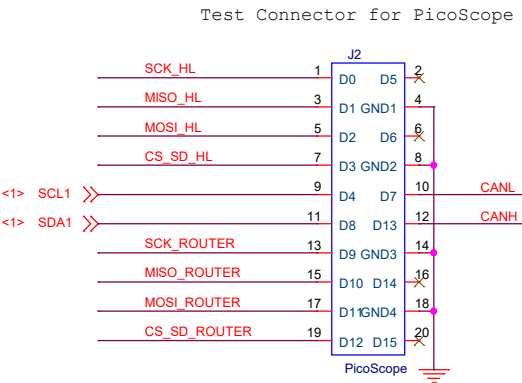 Test Connector for PicoScope
J2
SCK_HL 1 D0 D5 2
MISO_HL 3 D1 GND1 4
MOSI_HL 5 D2 D6 6
CS_SD_HL 7 D3 GND2 8
<1> SCL1 9 D4 D7 10 CANL
<1> SDA1 11 D8 D13 12 CANH
SCK_ROUTER 13 D9 GND3 14
MISO_ROUTER 15 D10 D14 16
MOSI_ROUTER 17 D11 GND4 18
CS_SD_ROUTER 19 D12 D15 20
PicoScope